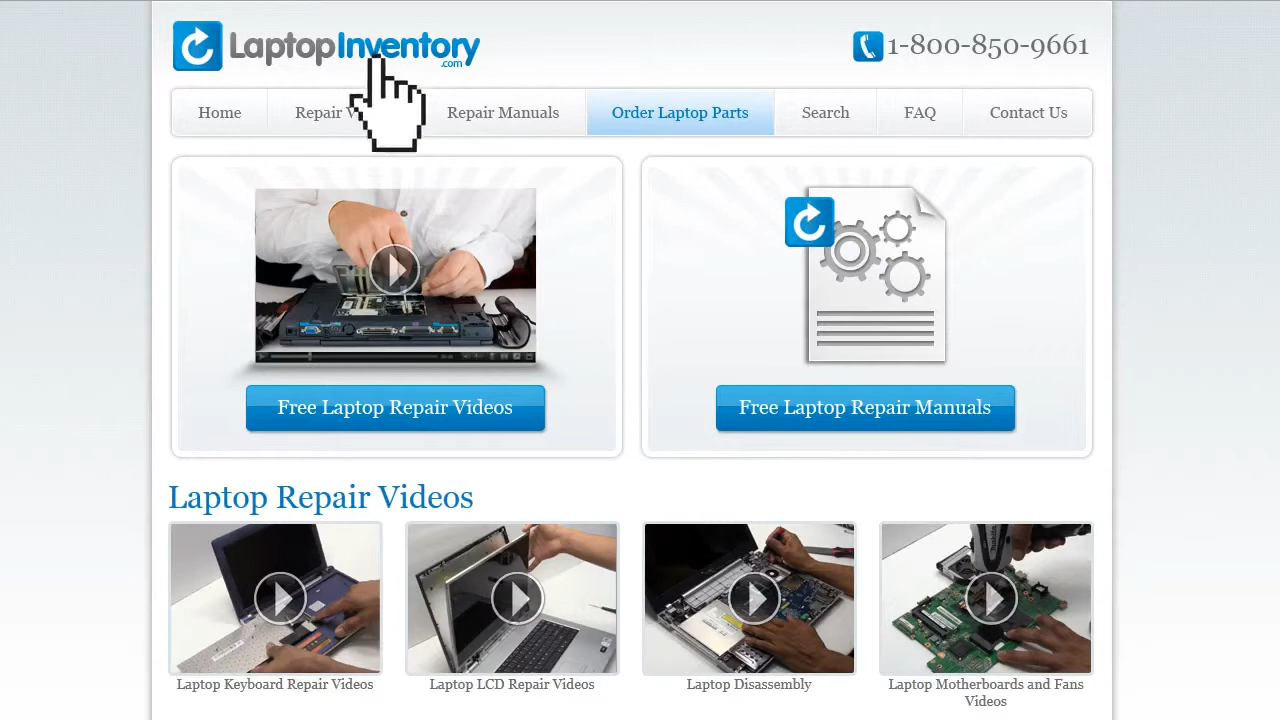 LaptopInventory
.com
1-800-850-9661
Home
Repair V
Repair Manuals
Order Laptop Parts
Search
FAQ
Contact Us
Free Laptop Repair Videos
Free Laptop Repair Manuals
Laptop Repair Videos
Laptop Keyboard Repair Videos
Laptop LCD Repair Videos
Laptop Disassembly
Laptop Motherboards and Fans
Videos